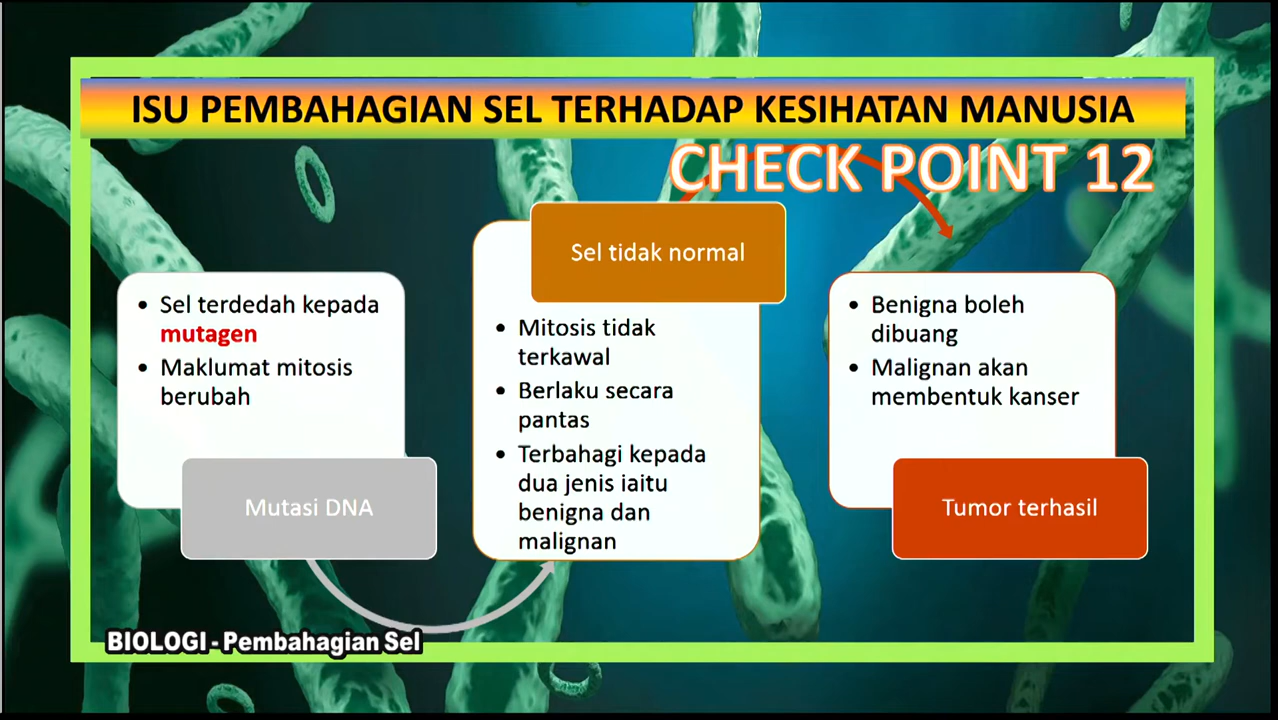 ISU PEMBAHAGIAN SEL TERHADAP KESIHATAN MANUSIA
CHECK POINT 12
• Sel terdedah kepada
mutagen
• Maklumat mitosis
berubah
Mutasi DNA
Sel tidak normal
• Mitosis tidak
terkawal
• Berlaku secara
pantas
• Terbahagi kepada
dua jenis iaitu
benigna dan
malignan
• Benigna boleh
dibuang
• Malignan akan
membentuk kanser
Tumor terhasil
BIOLOGI - Pembahagian Sel